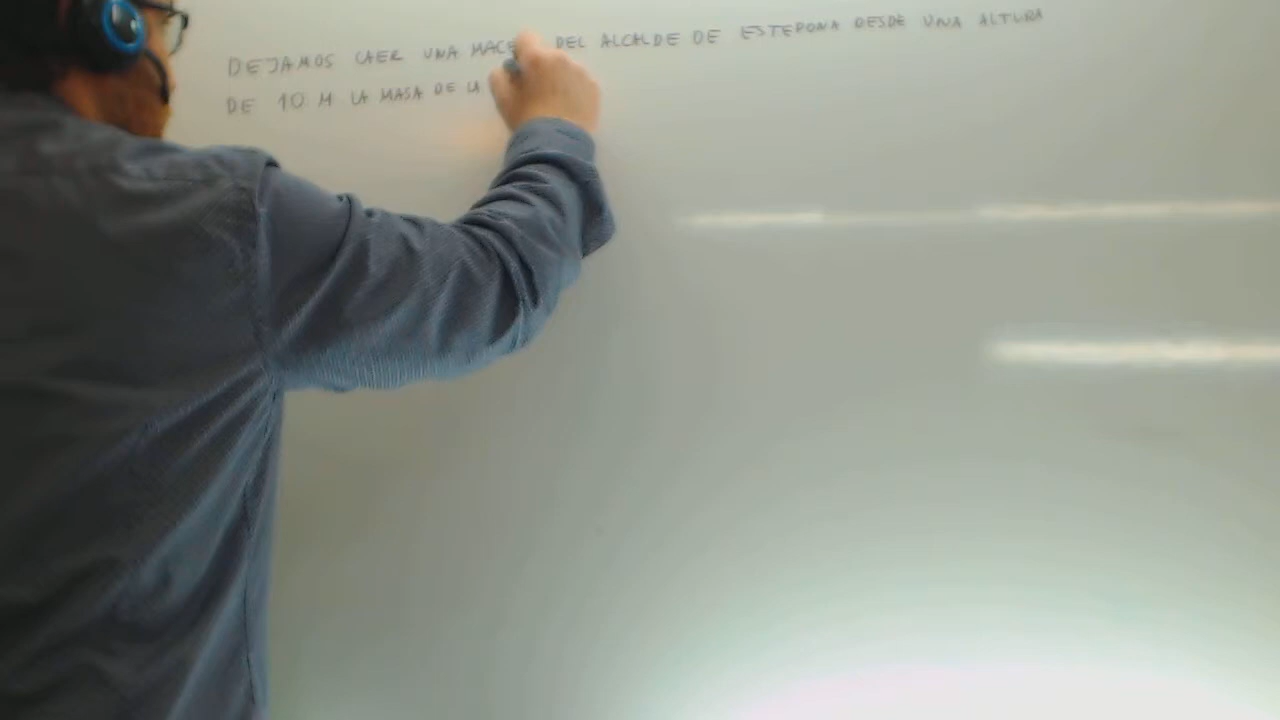 DEJAMOS CAER UNA MACE DEL ALCALDE DE ESTEPONA DESDE UNA ALTURA
DE 10 M LA MASA DE LA